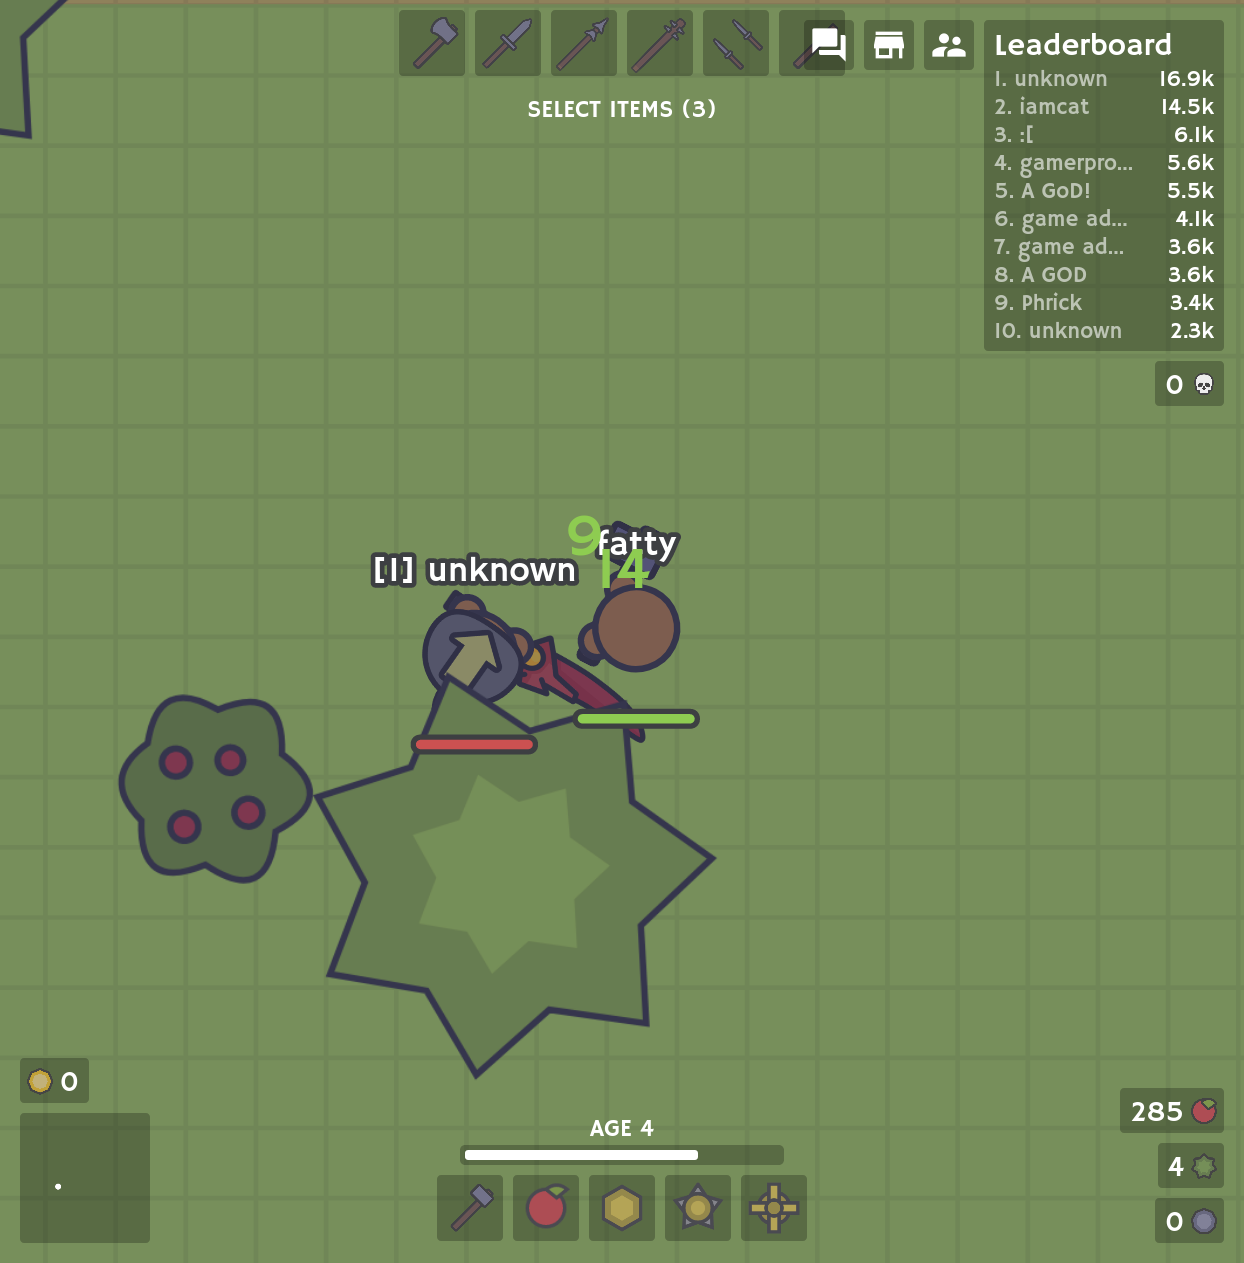 SELECT ITEMS (3)
Leaderboard
1. unknown 16.9k
2. iamcat 14.5k
3. :[ 6.1k
4. gamerpro... 5.6k
5. A GoD! 5.5k
6. game ad... 4.1k
7. game ad... 3.6k
8. A GOD 3.6k
9. Phrick 3.4k
10. unknown 2.3k
0
9
fatty
14
[I] unknown
0
AGE 4
285
4
0